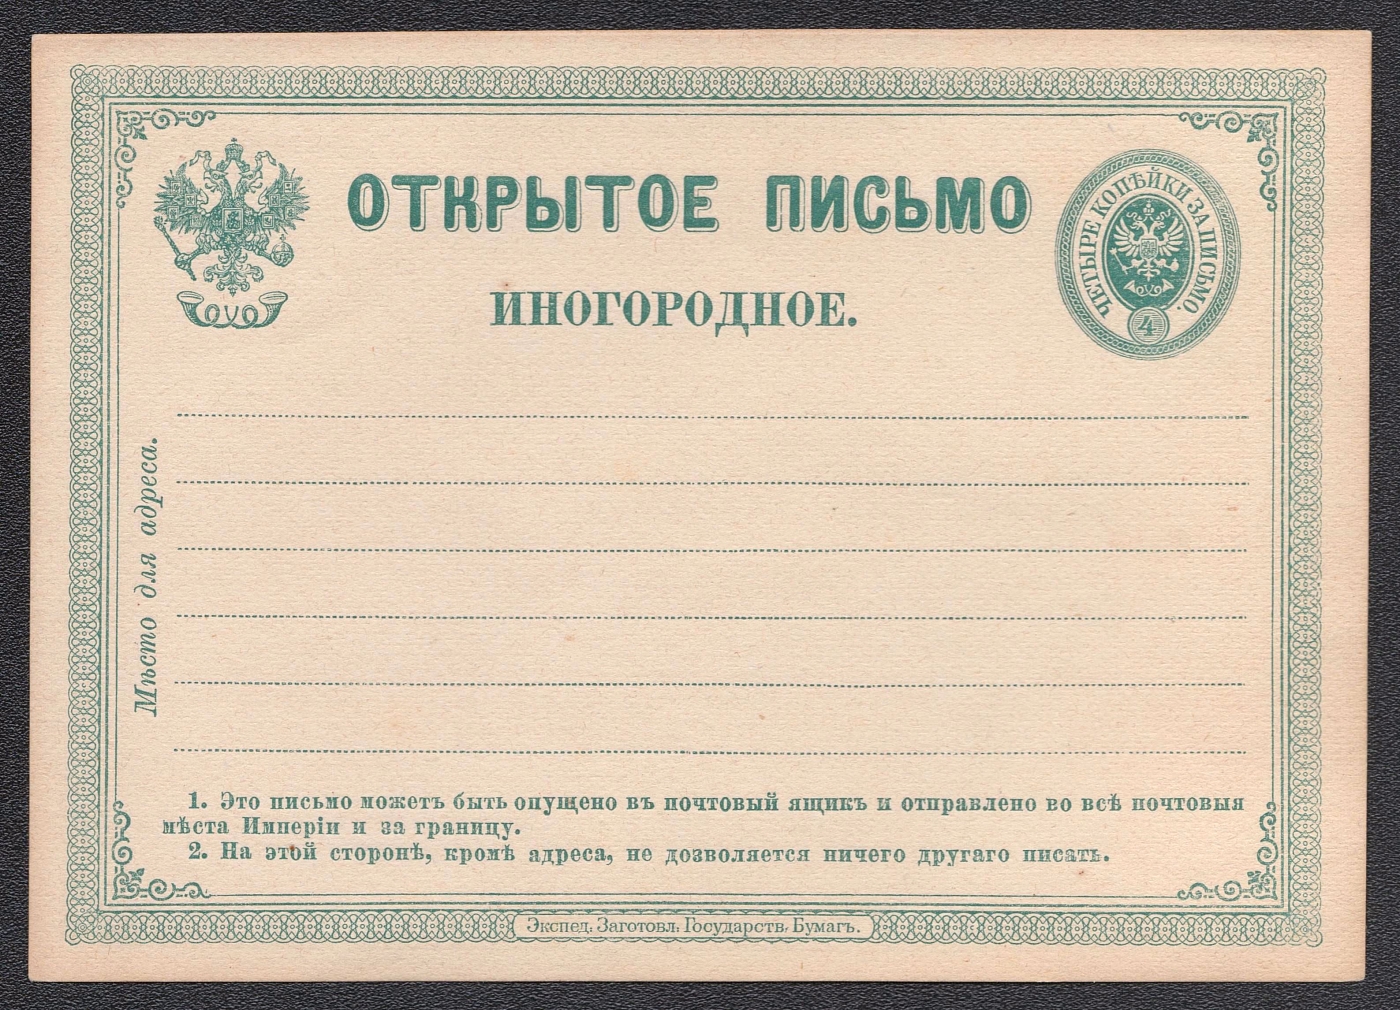 ОТКРЫТОЕ ПИСЬМО
ЧЕТЫРЕ КОПѢЙКИ ЗА ПИСЬМО.
4
ИНОГОРОДНОЕ.
Мѣсто для адреса.
1. Это письмо можетъ быть опущено въ почтовый ящикъ и отправлено во всѣ почтовыя
мѣста Имперіи и за границу.
2. На этой сторонѣ, кромѣ адреса, не дозволяется ничего другаго писать.
Экспед. Заготовл. Государств. Бумагъ.